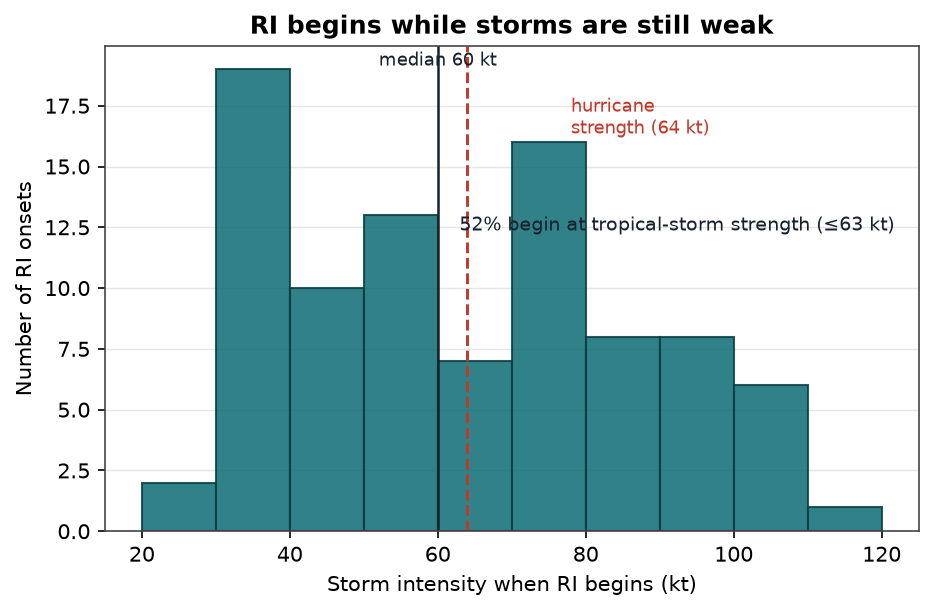 RI begins while storms are still weak
median 60 kt
hurricane
strength (64 kt)
52% begin at tropical-storm strength (≤63 kt)
Number of RI onsets
17.5
15.0
12.5
10.0
7.5
5.0
2.5
0.0
20
40
60
80
100
120
Storm intensity when RI begins (kt)